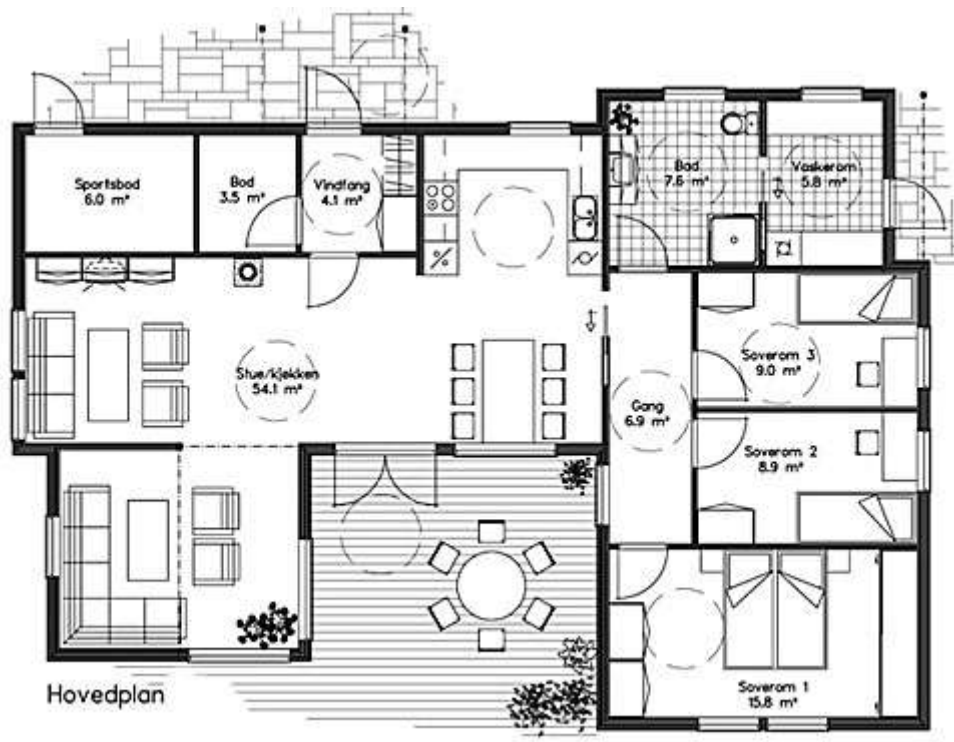 Sportsbod
6.0 m²
Bod
3.5 m²
Vindfang
4.1 m²
Bad
7.6 m²
Vaskerom
5.8 m²
Stue/kjøkken
54.1 m²
Soverom 3
9.0 m²
Gang
6.9 m²
Soverom 2
8.9 m²
Soverom 1
15.8 m²
Hovedplan